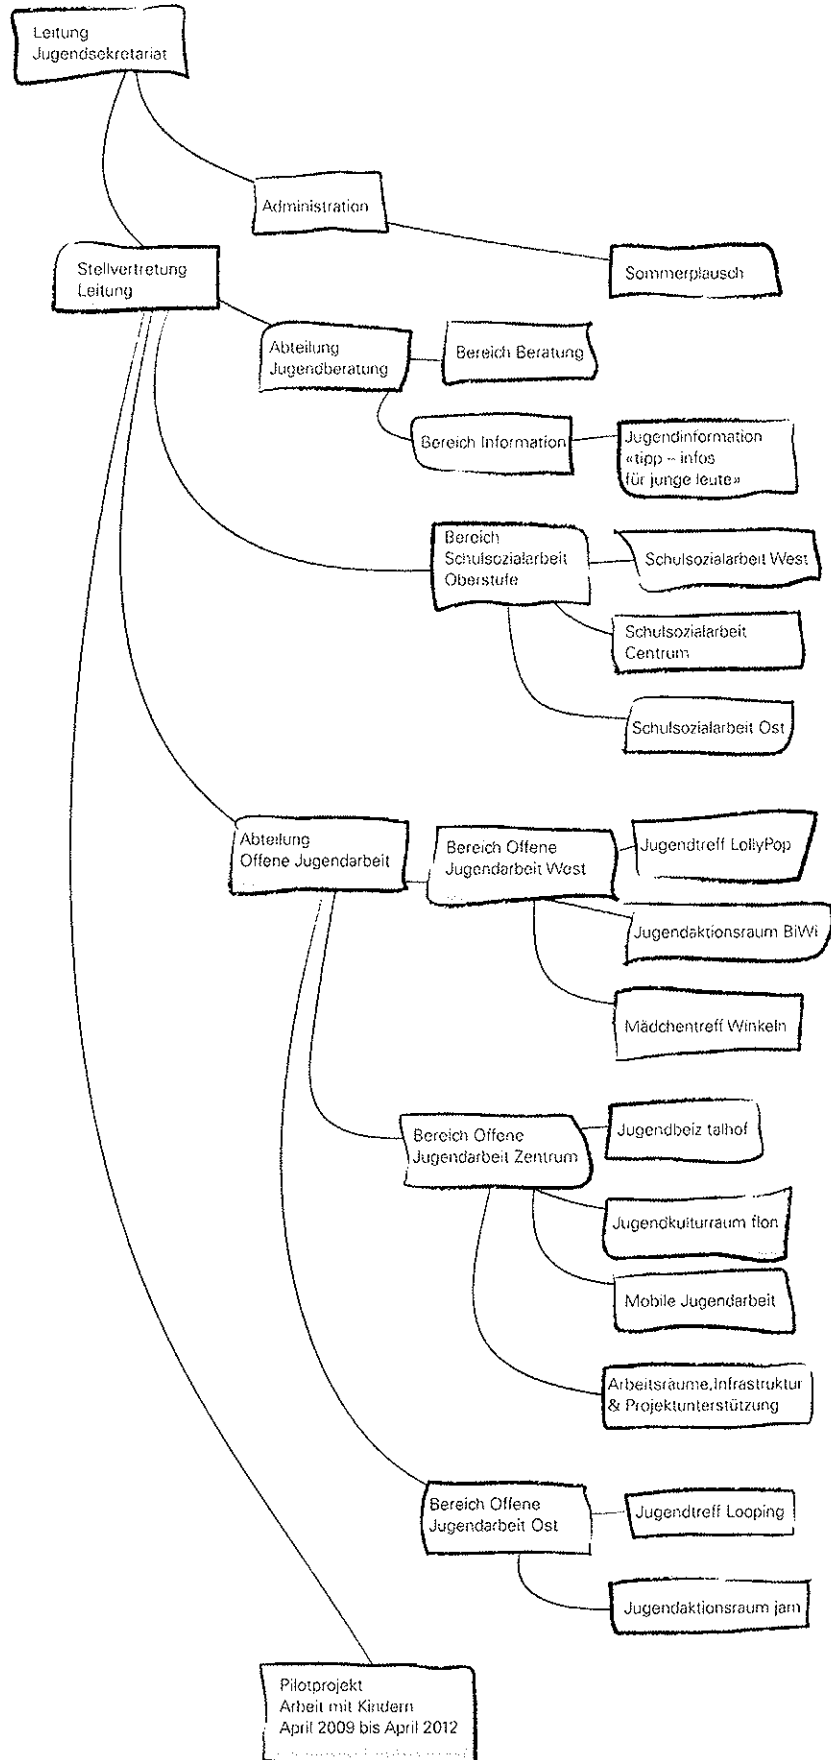 Leitung
Jugendsekretariat
Administration
Sommerplausch
Stellvertretung
Leitung
Abteilung
Jugendberatung
Bereich Beratung
Bereich Information
Jugendinformation
«tipp – infos
für junge leute»
Bereich
Schulsozialarbeit
Oberstufe
Schulsozialarbeit West
Schulsozialarbeit
Centrum
Schulsozialarbeit Ost
Abteilung
Offene Jugendarbeit
Bereich Offene
Jugendarbeit West
Jugendtreff LollyPop
Jugendaktionsraum BiWi
Mädchentreff Winkeln
Bereich Offene
Jugendarbeit Zentrum
Jugendbeiz talhof
Jugendkulturraum flon
Mobile Jugendarbeit
Arbeitsräume,Infrastruktur
& Projektunterstützung
Bereich Offene
Jugendarbeit Ost
Jugendtreff Looping
Jugendaktionsraum jam
Pilotprojekt
Arbeit mit Kindern
April 2009 bis April 2012